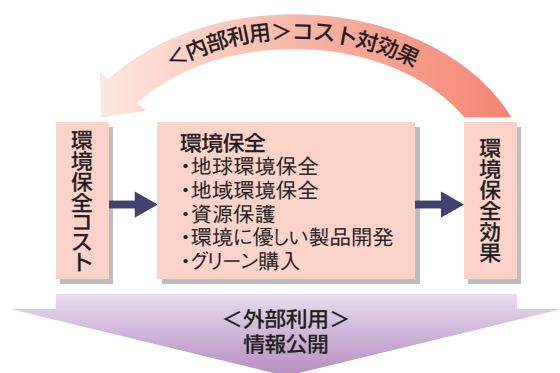 ＜内部利用＞コスト対効果
環境保全コスト
環境保全
・地球環境保全
・地域環境保全
・資源保護
・環境に優しい製品開発
・グリーン購入
環境保全効果
＜外部利用＞
情報公開